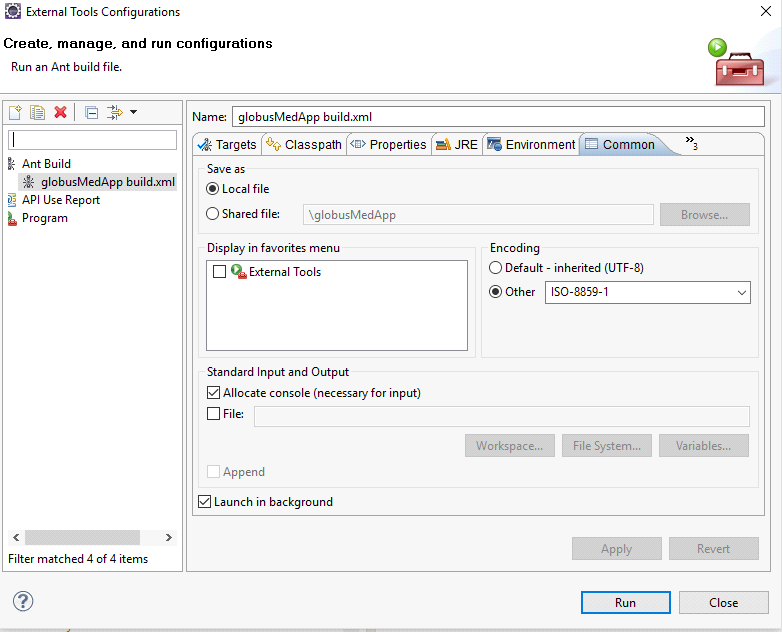 External Tools Configurations
Create, manage, and run configurations
Run an Ant build file.
Name: globusMedApp build.xml
Targets Classpath Properties JRE Environment Common »3
Ant Build
globusMedApp build.xml
API Use Report
Program
Filter matched 4 of 4 items
Save as
Local file
Shared file: \globusMedApp Browse...
Display in favorites menu
External Tools
Encoding
Default - inherited (UTF-8)
Other ISO-8859-1
Standard Input and Output
Allocate console (necessary for input)
File:
Workspace... File System... Variables...
Append
Launch in background
Apply Revert
? Run Close